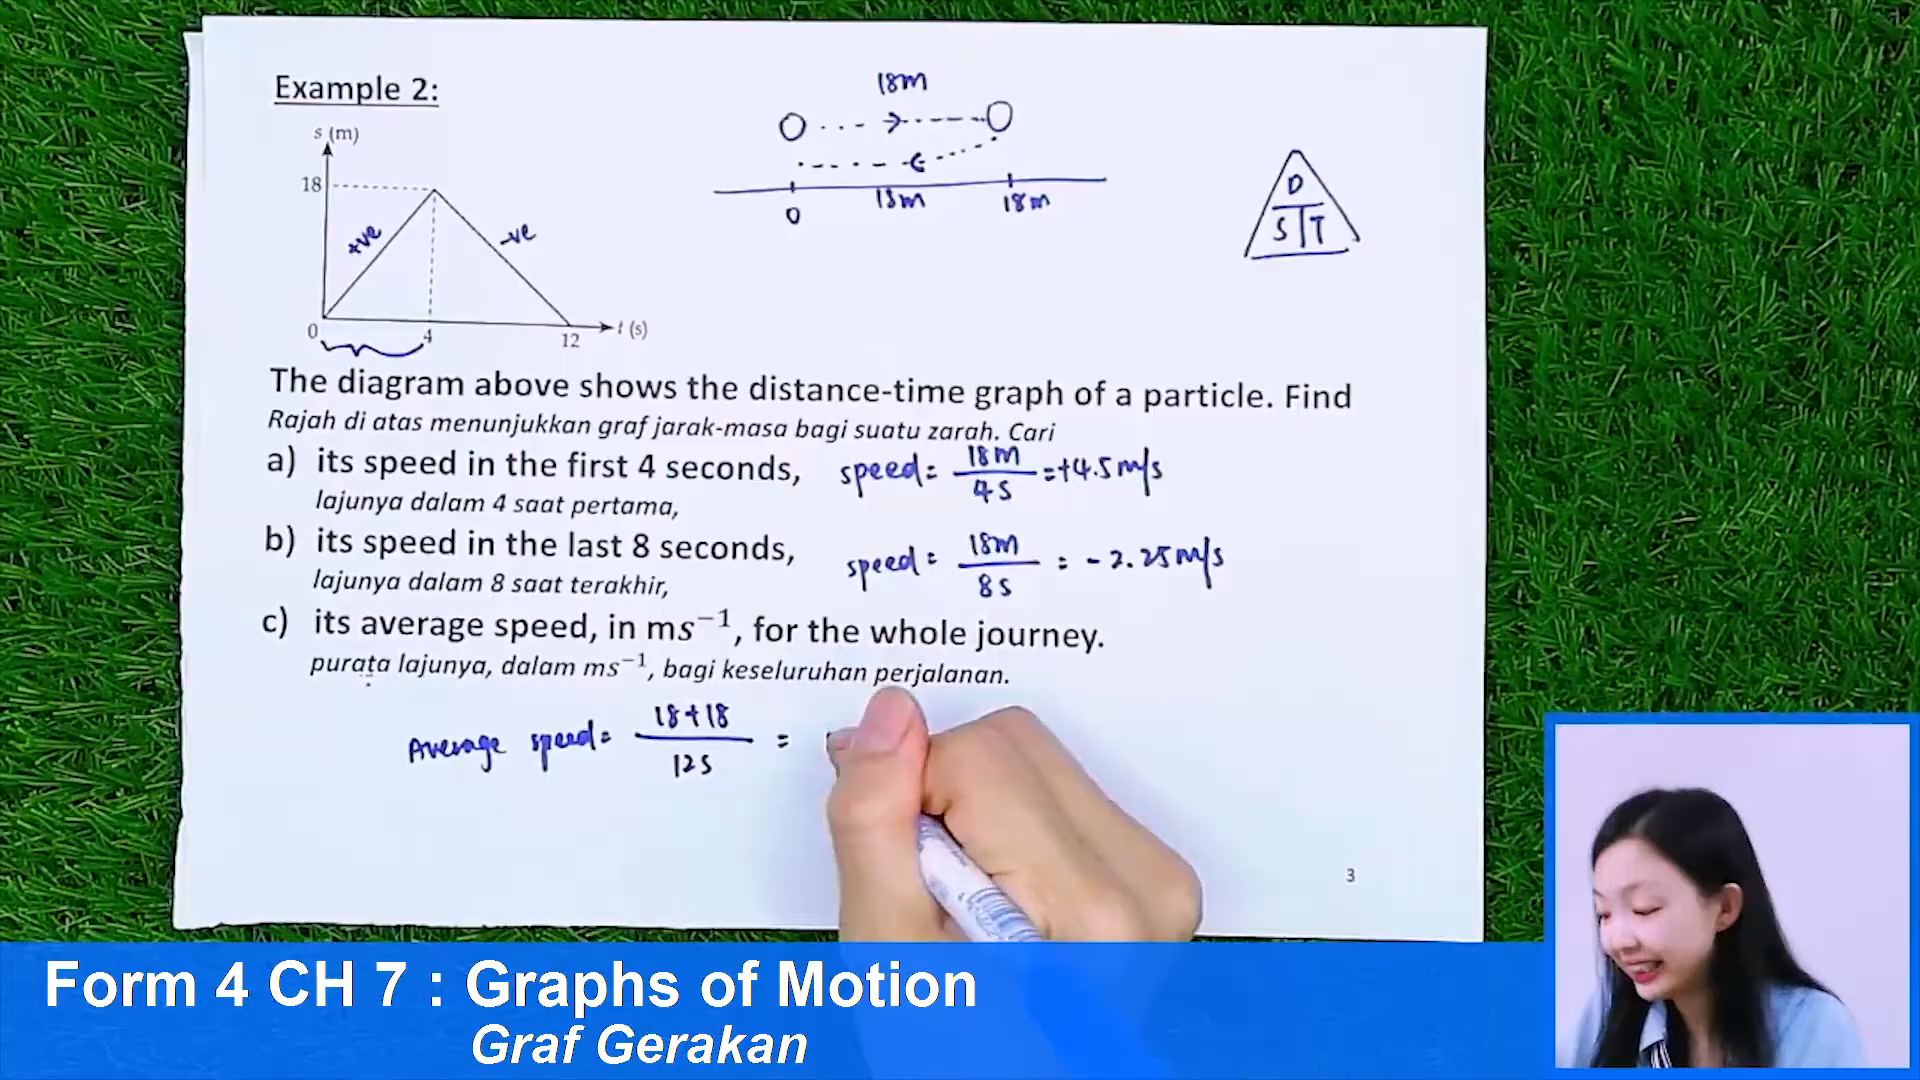 Example 2:
s (m)
18
+ve
-ve
0
4
12
t (s)
18m
0
18m
18m
D
S T
The diagram above shows the distance-time graph of a particle. Find
Rajah di atas menunjukkan graf jarak-masa bagi suatu zarah. Cari
a) its speed in the first 4 seconds, speed = 18m / 4s = +4.5 m/s
lajunya dalam 4 saat pertama,
b) its speed in the last 8 seconds, speed = 18m / 8s = -2.25 m/s
lajunya dalam 8 saat terakhir,
c) its average speed, in ms⁻¹, for the whole journey.
purata lajunya, dalam ms⁻¹, bagi keseluruhan perjalanan.
Average speed = 18+18 / 12s =
3
Form 4 CH 7 : Graphs of Motion
Graf Gerakan